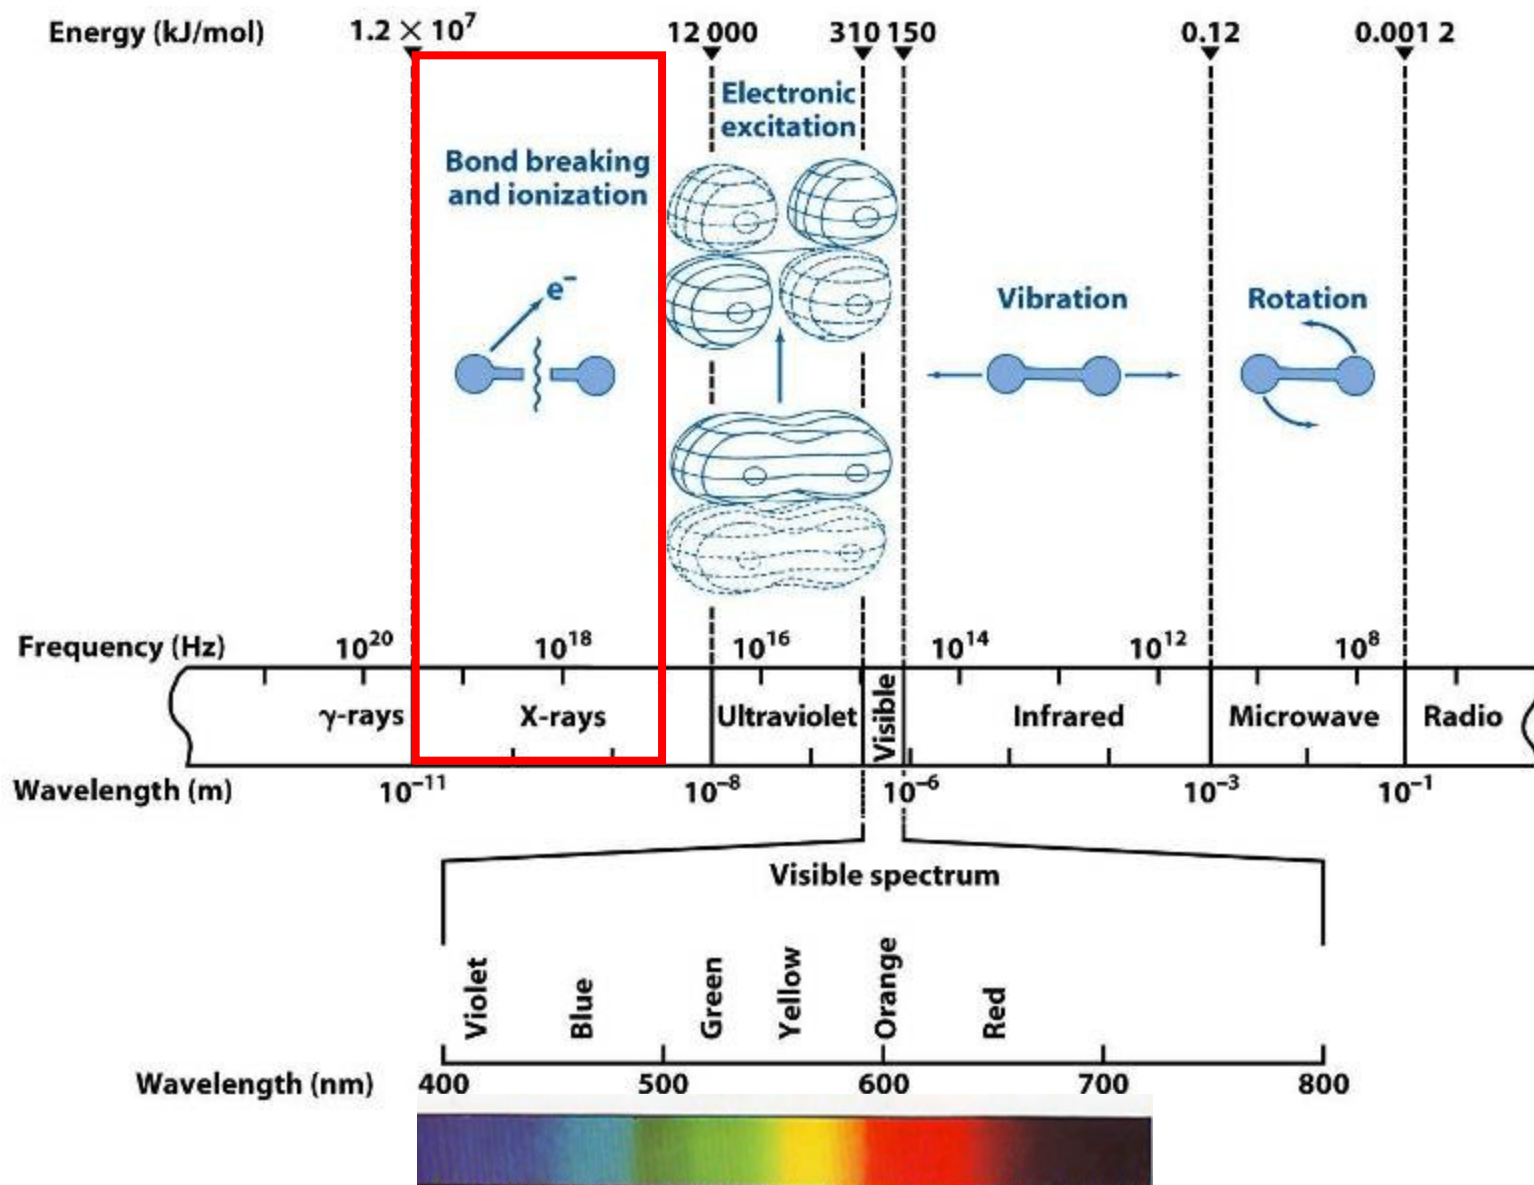 Energy (kJ/mol) 1.2 × 10⁷ 12 000 310 150 0.12 0.001 2
Electronic
excitation
Bond breaking
and ionization
e⁻
Vibration
Rotation
Frequency (Hz) 10²⁰ 10¹⁸ 10¹⁶ 10¹⁴ 10¹² 10⁸
γ-rays X-rays Ultraviolet Visible Infrared Microwave Radio
Wavelength (m) 10⁻¹¹ 10⁻⁸ 10⁻⁶ 10⁻³ 10⁻¹
Visible spectrum
Violet Blue Green Yellow Orange Red
Wavelength (nm) 400 500 600 700 800